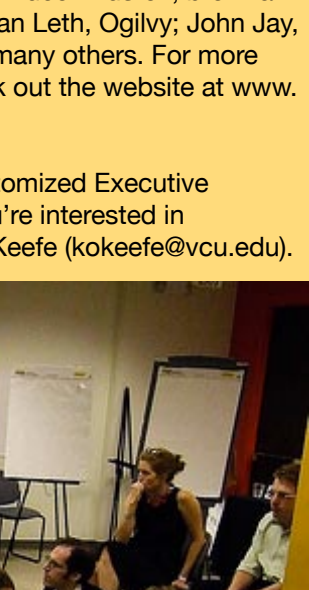 an Leth, Ogilvy; John Jay,
many others. For more
k out the website at www.
omized Executive
u're interested in
Keefe (kokeefe@vcu.edu).